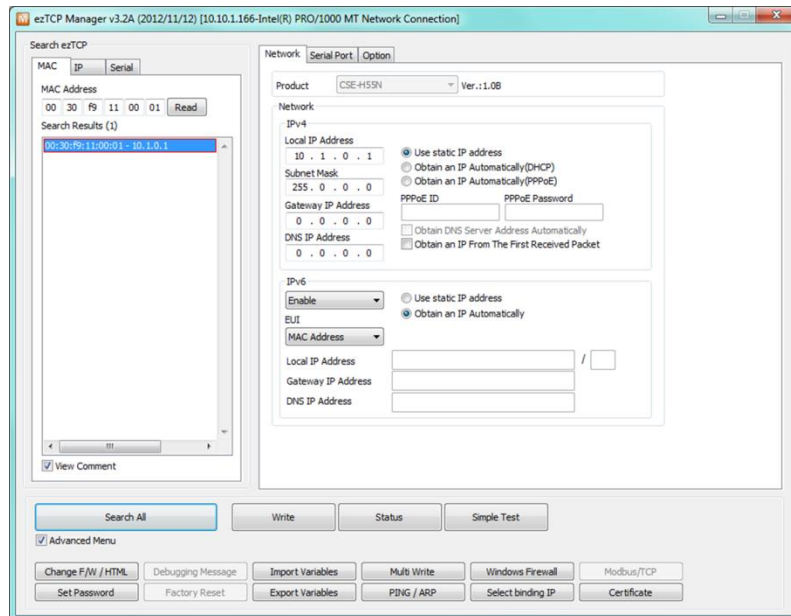 ezTCP Manager v3.2A (2012/11/12) [10.10.1.166-Intel(R) PRO/1000 MT Network Connection]
Search ezTCP
MAC IP Serial
MAC Address
00 30 f9 11 00 01 Read
Search Results (1)
00:30:f9:11:00:01 - 10.1.0.1
View Comment
Network Serial Port Option
Product CSE-H55N Ver.:1.0B
Network
IPv4
Local IP Address
10 . 1 . 0 . 1
Subnet Mask
255 . 0 . 0 . 0
Gateway IP Address
0 . 0 . 0 . 0
DNS IP Address
0 . 0 . 0 . 0
Use static IP address
Obtain an IP Automatically(DHCP)
Obtain an IP Automatically(PPPoE)
PPPoE ID PPPoE Password
Obtain DNS Server Address Automatically
Obtain an IP From The First Received Packet
IPv6
Enable
EUI
MAC Address
Use static IP address
Obtain an IP Automatically
Local IP Address /
Gateway IP Address
DNS IP Address
Search All Write Status Simple Test
Advanced Menu
Change F/W / HTML Debugging Message Import Variables Multi Write Windows Firewall Modbus/TCP
Set Password Factory Reset Export Variables PING / ARP Select binding IP Certificate